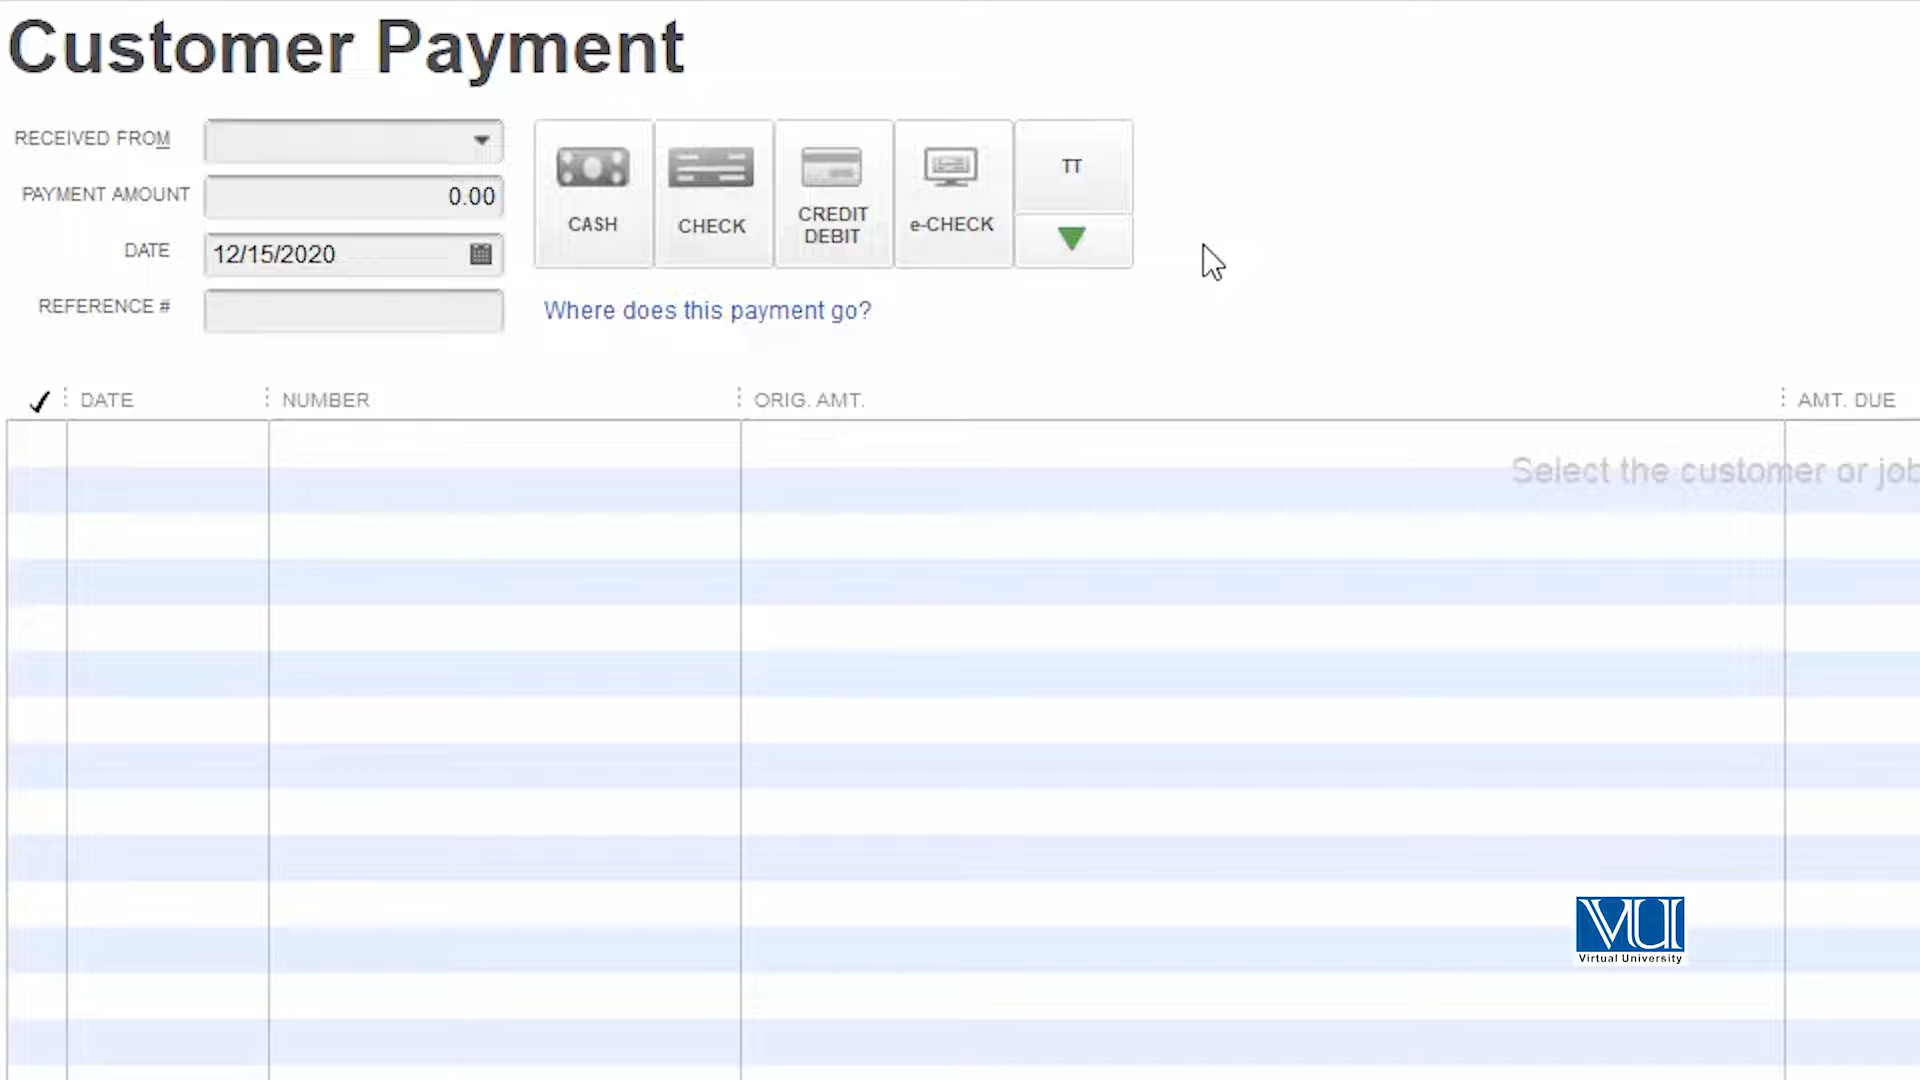 Customer Payment
RECEIVED FROM
PAYMENT AMOUNT 0.00
DATE 12/15/2020
REFERENCE #
CASH
CHECK
CREDIT
DEBIT
e-CHECK
TT
Where does this payment go?
DATE NUMBER ORIG. AMT. AMT. DUE
Select the customer or job
VU
Virtual University